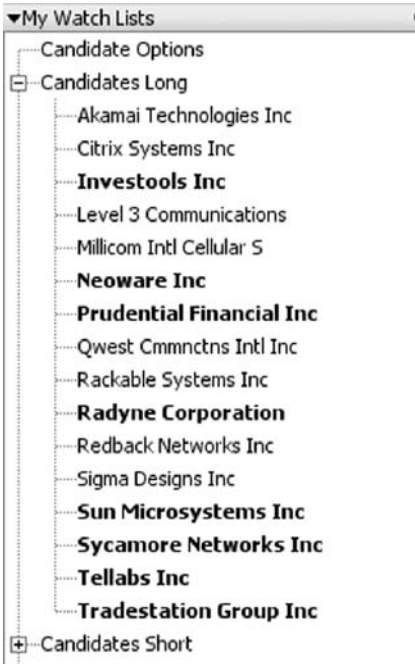 My Watch Lists
Candidate Options
Candidates Long
Akamai Technologies Inc
Citrix Systems Inc
Investools Inc
Level 3 Communications
Millicom Intl Cellular S
Neoware Inc
Prudential Financial Inc
Qwest Cmmnctns Intl Inc
Rackable Systems Inc
Radyne Corporation
Redback Networks Inc
Sigma Designs Inc
Sun Microsystems Inc
Sycamore Networks Inc
Tellabs Inc
Tradestation Group Inc
Candidates Short